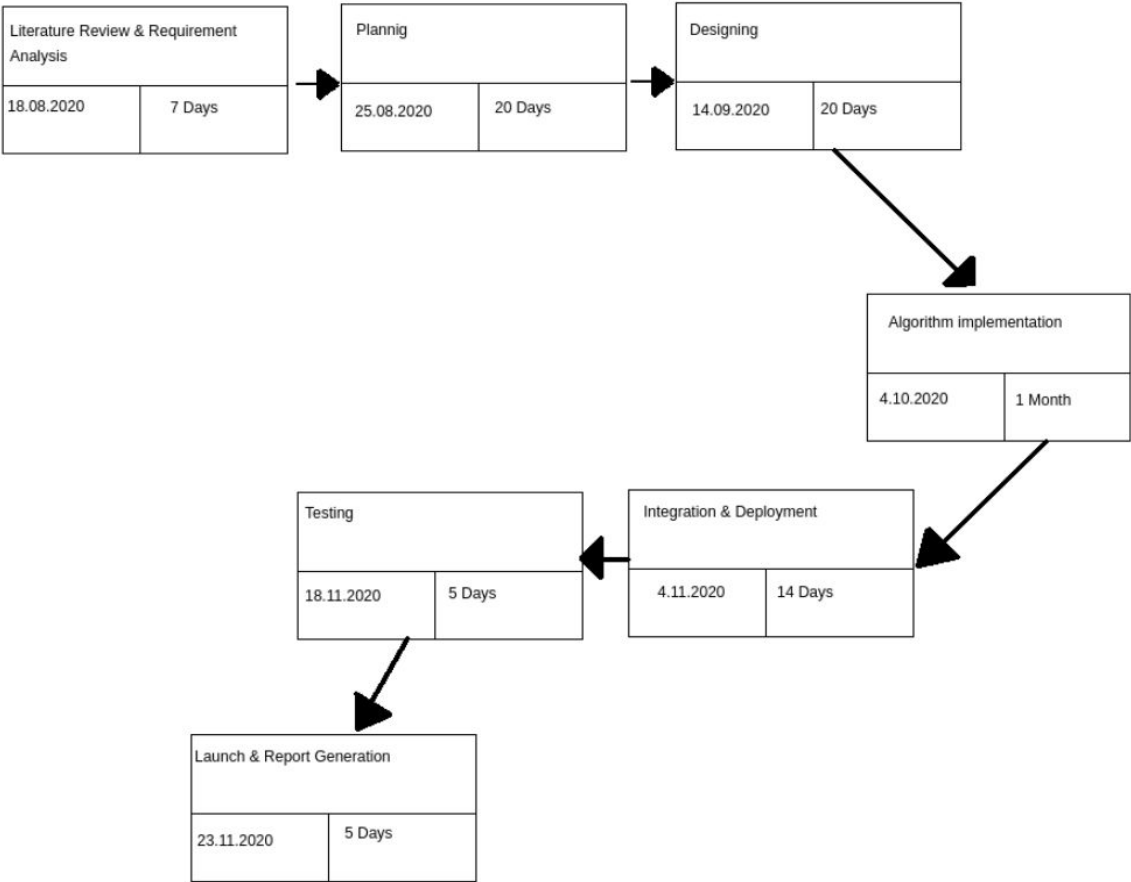 Literature Review & Requirement
Analysis
18.08.2020
7 Days
Plannig
25.08.2020
20 Days
Designing
14.09.2020
20 Days
Algorithm implementation
4.10.2020
1 Month
Integration & Deployment
4.11.2020
14 Days
Testing
18.11.2020
5 Days
Launch & Report Generation
23.11.2020
5 Days